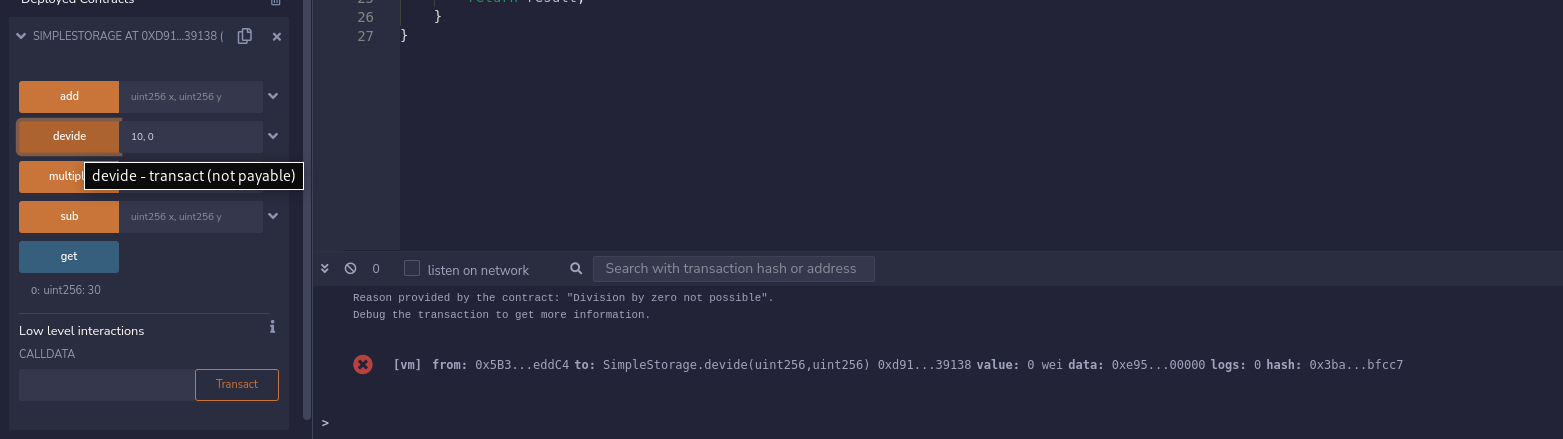 Deployed Contracts
SIMPLESTORAGE AT 0XD91...39138 (
add
uint256 x, uint256 y
devide
10, 0
multipl
devide - transact (not payable)
sub
uint256 x, uint256 y
get
0: uint256: 30
Low level interactions
i
CALLDATA
Transact
25 return result;
26 }
27 }
0
listen on network
Search with transaction hash or address
Reason provided by the contract: "Division by zero not possible".
Debug the transaction to get more information.
[vm] from: 0x5B3...eddC4 to: SimpleStorage.devide(uint256,uint256) 0xd91...39138 value: 0 wei data: 0xe95...00000 logs: 0 hash: 0x3ba...bfcc7
>